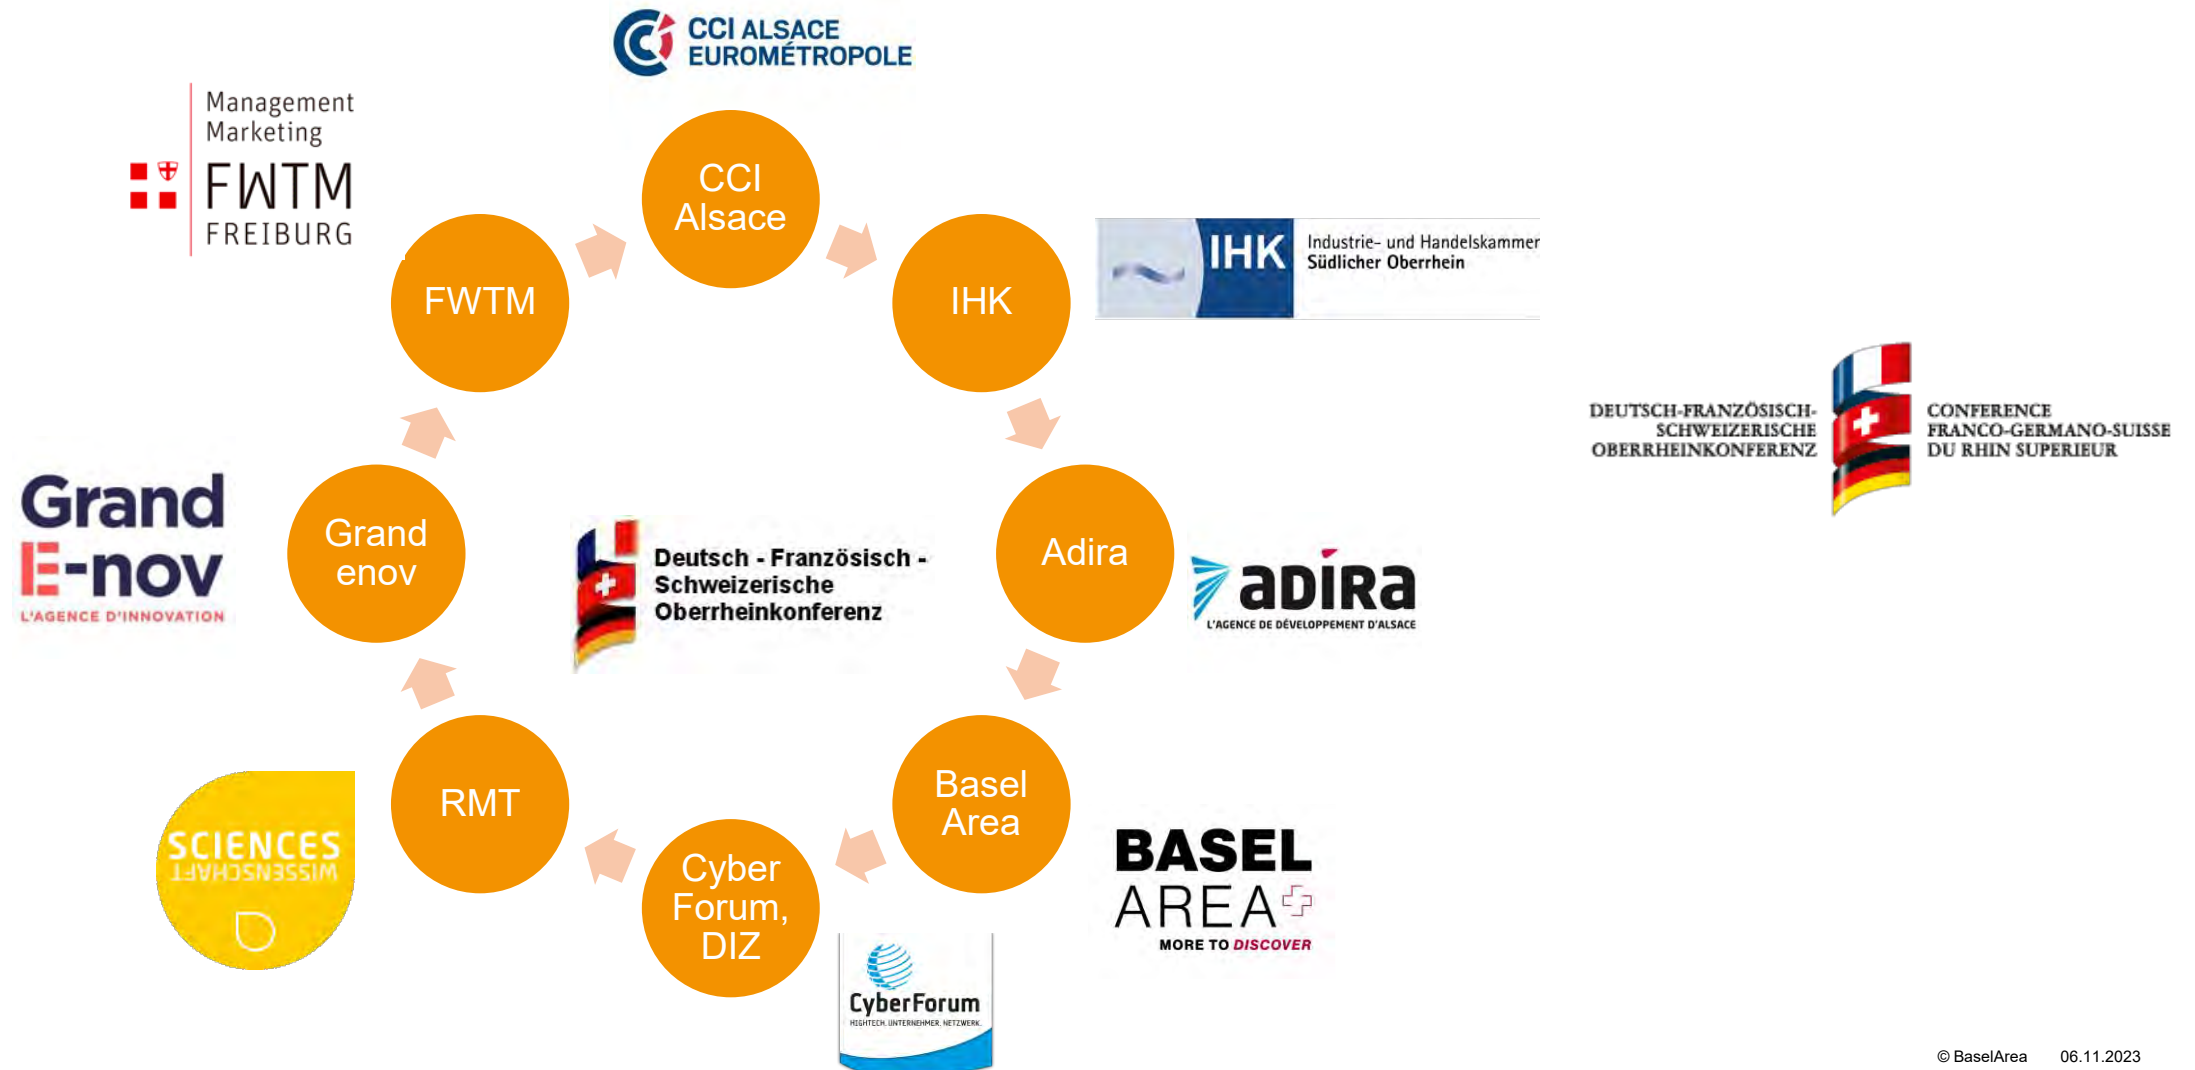 CCI ALSACE
EUROMÉTROPOLE
Management
Marketing
FWTM
FREIBURG
CCI
Alsace
IHK
Industrie- und Handelskammer
Südlicher Oberrhein
FWTM
IHK
DEUTSCH-FRANZÖSISCH-
SCHWEIZERISCHE
OBERRHEINKONFERENZ
CONFERENCE
FRANCO-GERMANO-SUISSE
DU RHIN SUPERIEUR
Grand
E-nov
L'AGENCE D'INNOVATION
Grand
enov
Deutsch - Französisch -
Schweizerische
Oberrheinkonferenz
Adira
aDIRa
L'AGENCE DE DÉVELOPPEMENT D'ALSACE
SCIENCES
WISSENSCHAFT
RMT
Basel
Area
BASEL
AREA
MORE TO DISCOVER
Cyber
Forum,
DIZ
CyberForum
HIGHTECH. UNTERNEHMER. NETZWERK.
© BaselArea 06.11.2023